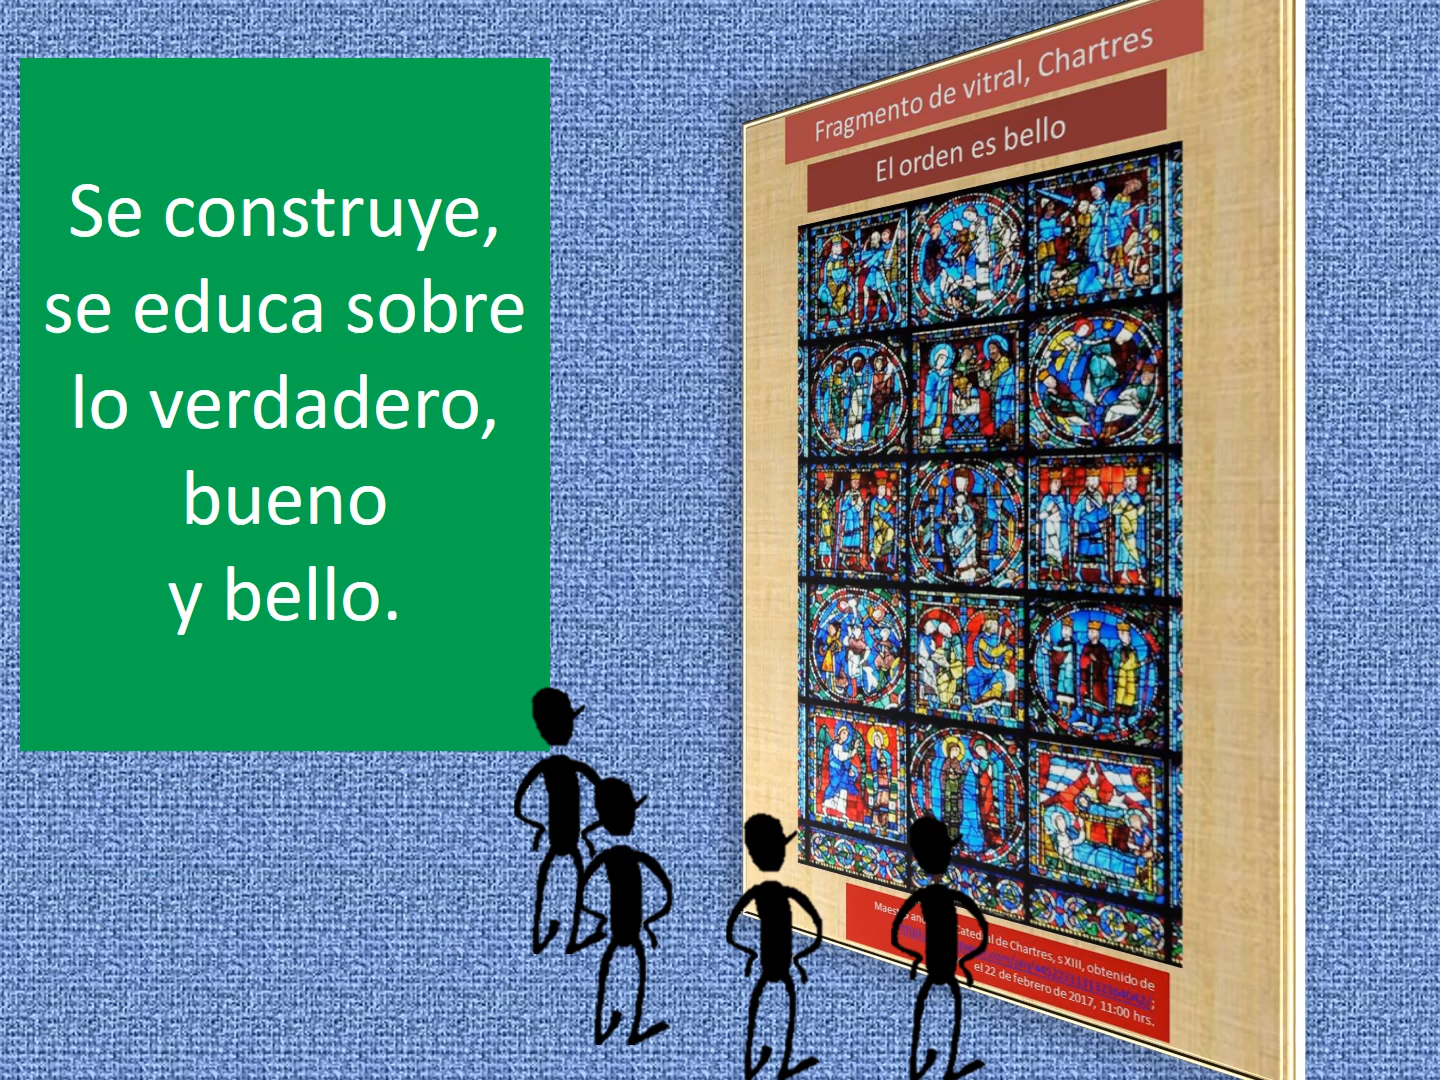 Se construye,
se educa sobre
lo verdadero,
bueno
y bello.
Fragmento de vitral, Chartres
El orden es bello
Catedral de Chartres, s XIII, obtenido de
el 22 de febrero de 2017, 11:00 hrs.